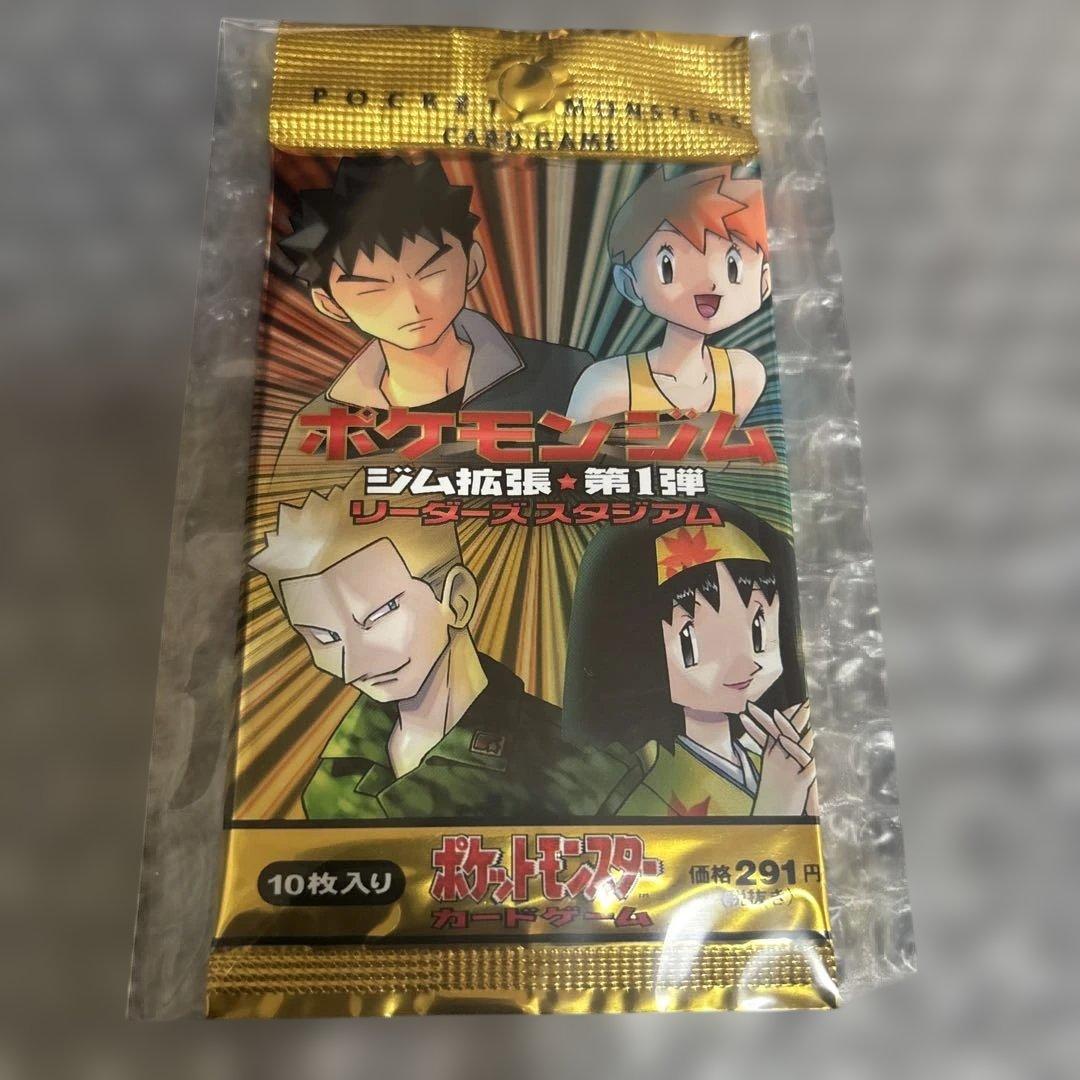 POCKET MONSTERS
CARD GAME
ポケモンジム
ジム拡張★第1弾
リーダーズスタジアム
10枚入り
ポケットモンスター
カードゲーム
価格291円
(税抜き)